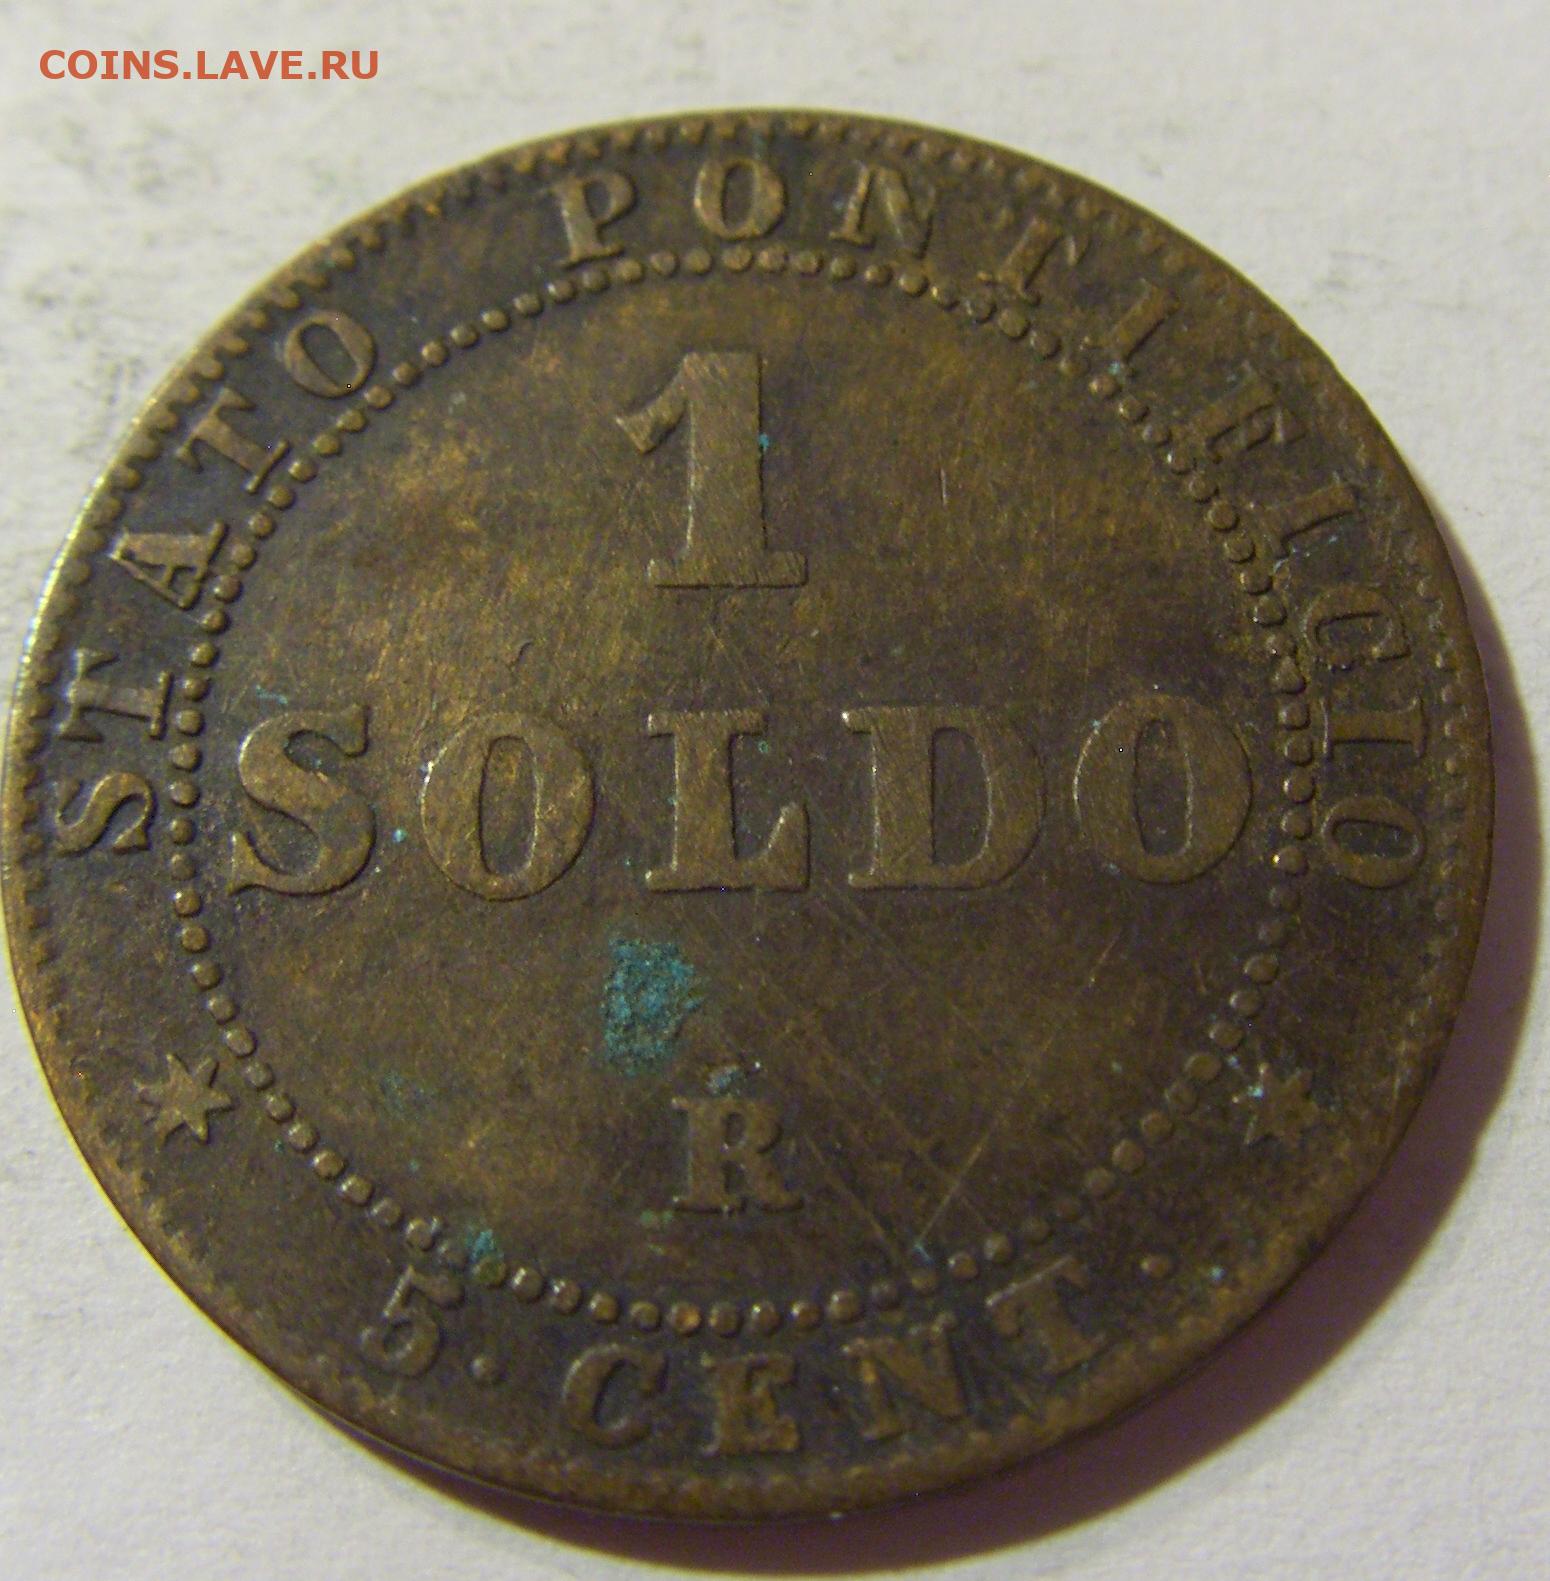 COINS.LAVE.RU
STATO PONTIFICIO
1
SOLDO
R
5. CENT.